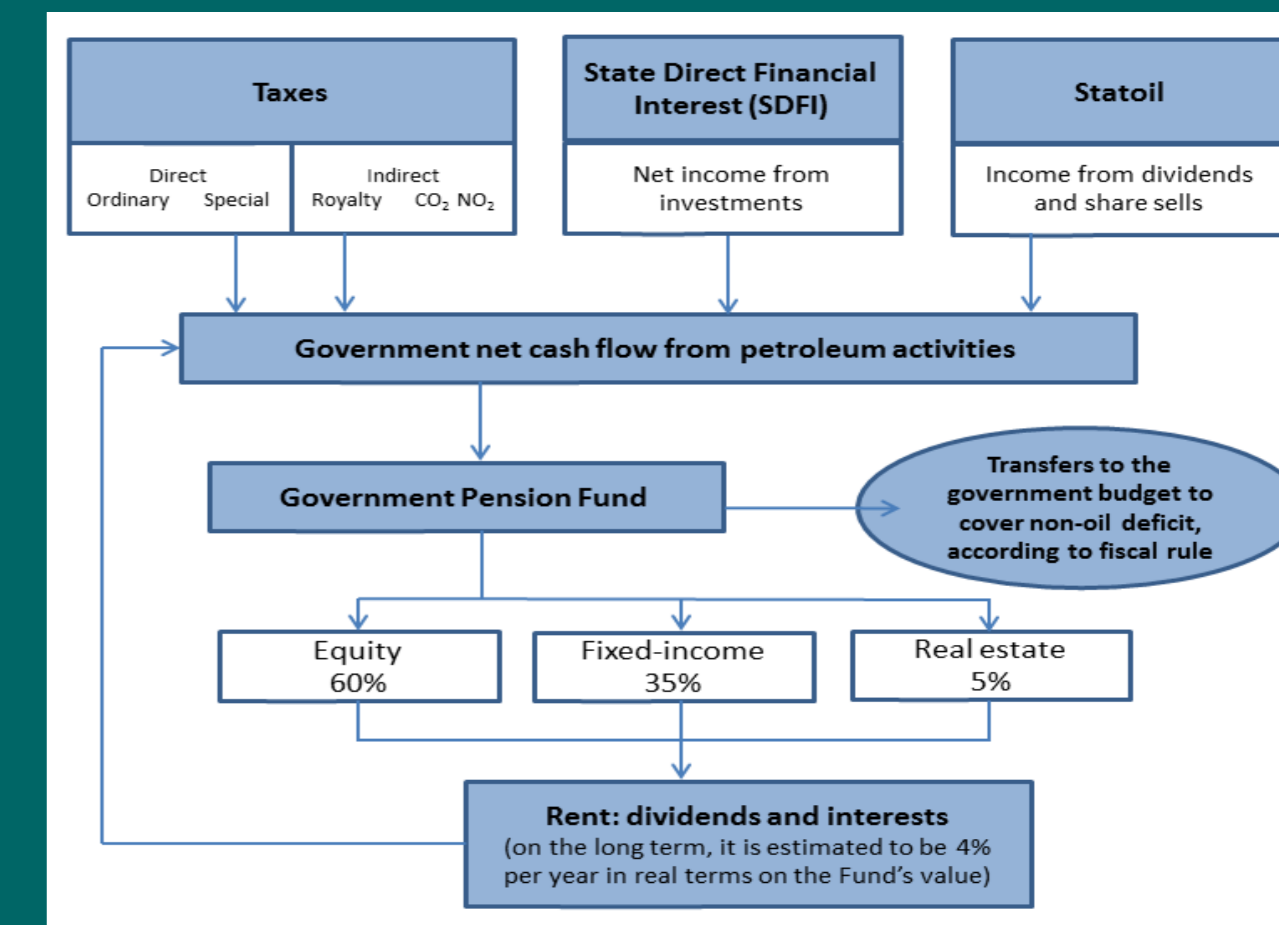 Taxes
State Direct Financial
Interest (SDFI)
Statoil
Direct
Ordinary Special
Indirect
Royalty CO₂ NO₂
Net income from
investments
Income from dividends
and share sells
Government net cash flow from petroleum activities
Government Pension Fund
Transfers to the
government budget to
cover non-oil deficit,
according to fiscal rule
Equity
60%
Fixed-income
35%
Real estate
5%
Rent: dividends and interests
(on the long term, it is estimated to be 4%
per year in real terms on the Fund’s value)